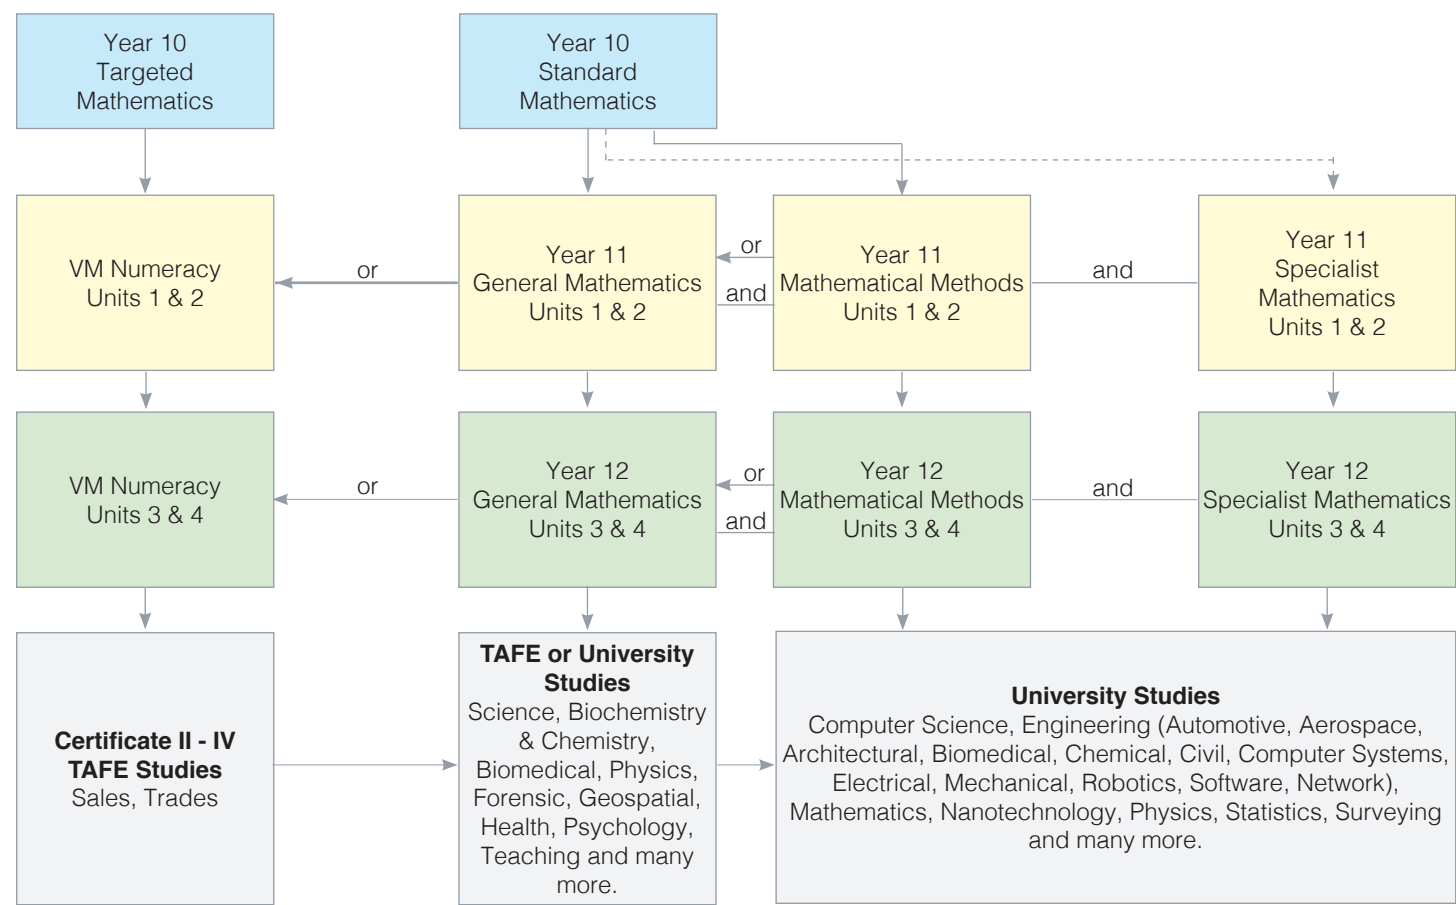 Year 10
Targeted
Mathematics
Year 10
Standard
Mathematics
VM Numeracy
Units 1 & 2
or
Year 11
General Mathematics
Units 1 & 2
or
and
Year 11
Mathematical Methods
Units 1 & 2
and
Year 11
Specialist
Mathematics
Units 1 & 2
VM Numeracy
Units 3 & 4
or
Year 12
General Mathematics
Units 3 & 4
or
and
Year 12
Mathematical Methods
Units 3 & 4
and
Year 12
Specialist Mathematics
Units 3 & 4
Certificate II - IV
TAFE Studies
Sales, Trades
TAFE or University
Studies
Science, Biochemistry
& Chemistry,
Biomedical, Physics,
Forensic, Geospatial,
Health, Psychology,
Teaching and many
more.
University Studies
Computer Science, Engineering (Automotive, Aerospace,
Architectural, Biomedical, Chemical, Civil, Computer Systems,
Electrical, Mechanical, Robotics, Software, Network),
Mathematics, Nanotechnology, Physics, Statistics, Surveying
and many more.